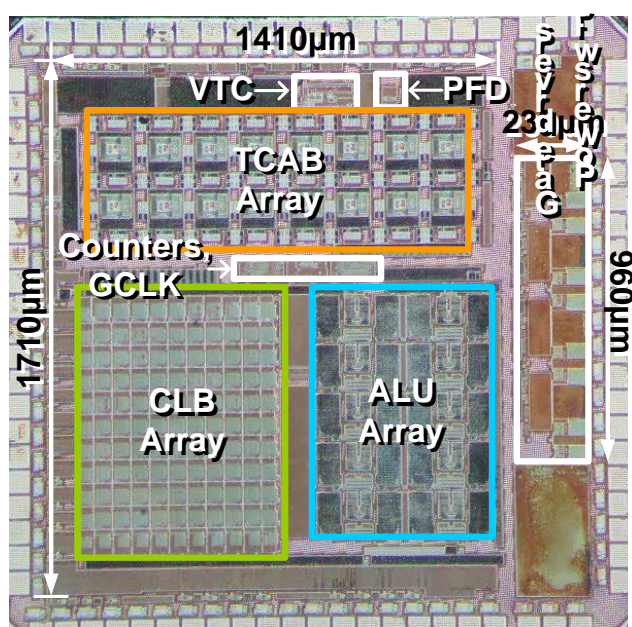 1410µm
VTC
PFD
TCAB
Array
Counters,
GCLK
1710µm
960µm
CLB
Array
ALU
Array